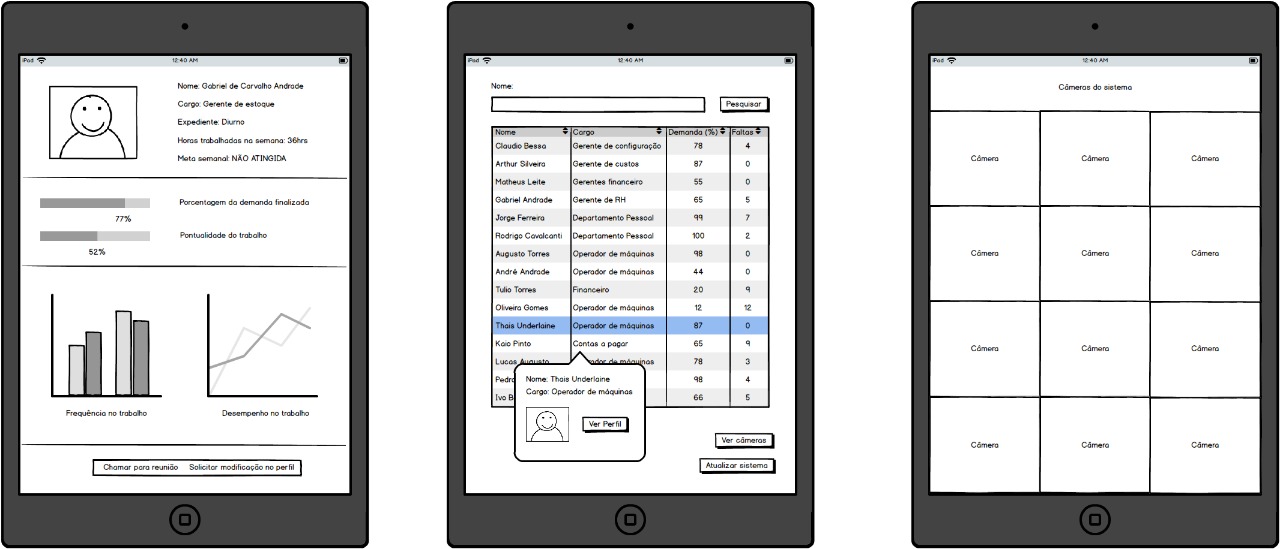 iPad 12:40 AM
Nome: Gabriel de Carvalho Andrade
Cargo: Gerente de estoque
Expediente: Diurno
Horas trabalhadas na semana: 36hrs
Meta semanal: NÃO ATINGIDA
Porcentagem da demanda finalizada
77%
Pontualidade do trabalho
52%
Frequência no trabalho Desempenho no trabalho
Chamar para reunião Solicitar modificação no perfil
iPad 12:40 AM
Nome:
Pesquisar
Nome Cargo Demanda (%) Faltas
Claudio Bessa Gerente de configuração 78 4
Arthur Silveira Gerente de custos 87 0
Matheus Leite Gerentes financeiro 55 0
Gabriel Andrade Gerente de RH 65 5
Jorge Ferreira Departamento Pessoal 99 7
Rodrigo Cavalcanti Departamento Pessoal 100 2
Augusto Torres Operador de máquinas 98 0
André Andrade Operador de máquinas 44 0
Tulio Torres Financeiro 20 9
Oliveira Gomes Operador de máquinas 12 12
Thais Underlaine Operador de máquinas 87 0
Kaio Pinto Contas a pagar 65 9
Lucas Augusto Operador de máquinas 78 3
Pedro 98 4
Ivo B 66 5
Nome: Thais Underlaine
Cargo: Operador de máquinas
Ver Perfil
Ver câmeras
Atualizar sistema
iPad 12:40 AM
Câmeras do sistema
Câmera Câmera Câmera
Câmera Câmera Câmera
Câmera Câmera Câmera
Câmera Câmera Câmera